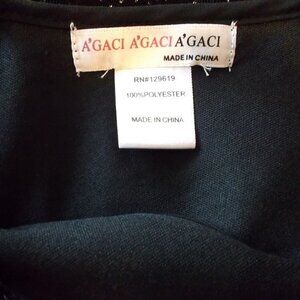 A'GACI A'GACI A'GACI
MADE IN CHINA
RN#129619
100%POLYESTER
MADE IN CHINA